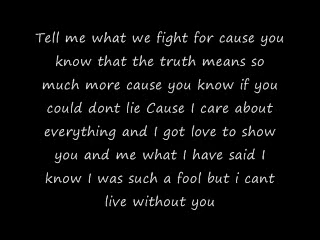 Tell me what we fight for cause you
know that the truth means so
much more cause you know if you
could dont lie Cause I care about
everything and I got love to show
you and me what I have said I
know I was such a fool but i cant
live without you